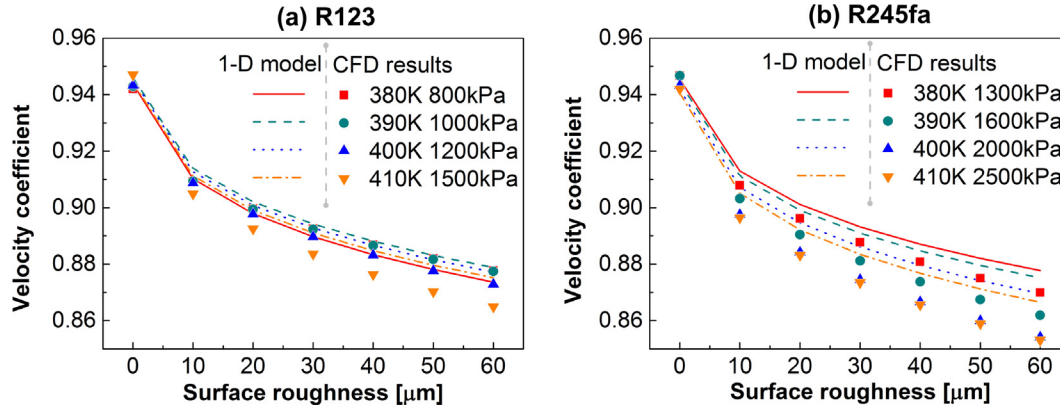 (a) R123
0.96
0.94
0.92
0.90
0.88
0.86
Velocity coefficient
1-D model CFD results
380K 800kPa
390K 1000kPa
400K 1200kPa
410K 1500kPa
0 10 20 30 40 50 60
Surface roughness [μm]
(b) R245fa
0.96
0.94
0.92
0.90
0.88
0.86
Velocity coefficient
1-D model CFD results
380K 1300kPa
390K 1600kPa
400K 2000kPa
410K 2500kPa
0 10 20 30 40 50 60
Surface roughness [μm]